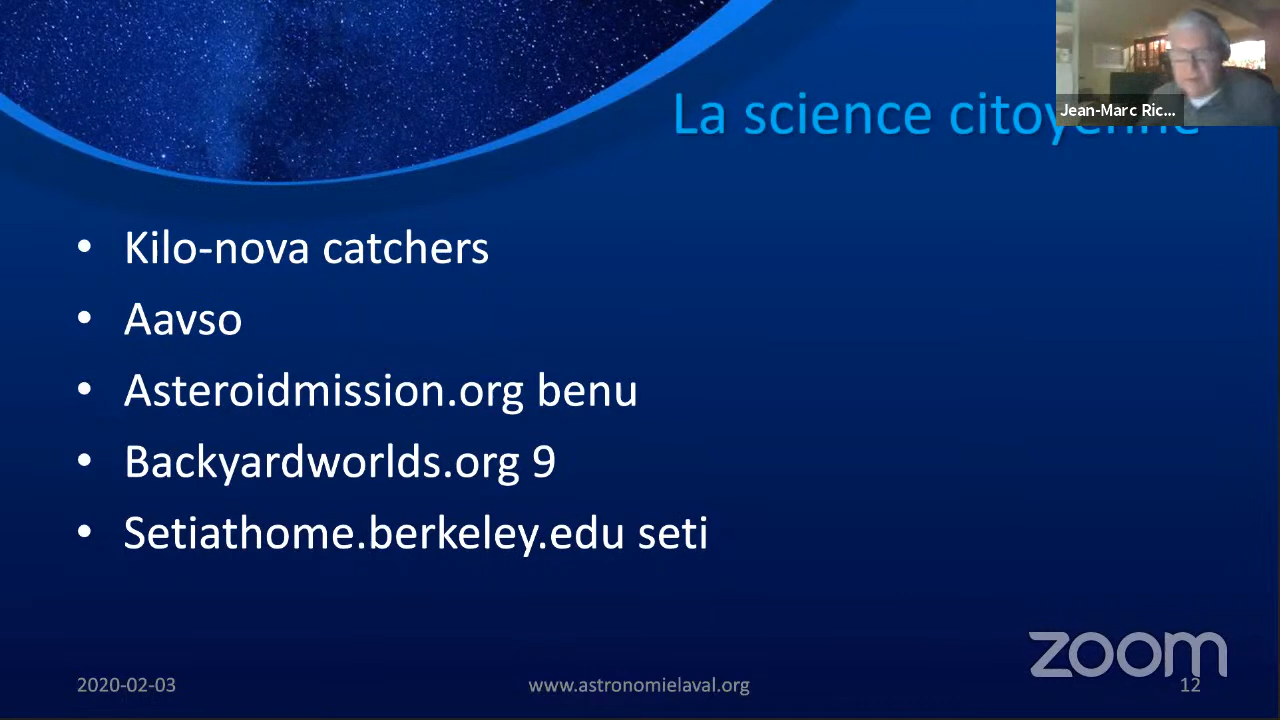 La science citoyenne
Jean-Marc Ric...
• Kilo-nova catchers
• Aavso
• Asteroidmission.org benu
• Backyardworlds.org 9
• Setiathome.berkeley.edu seti
zoom
2020-02-03
www.astronomielaval.org
12